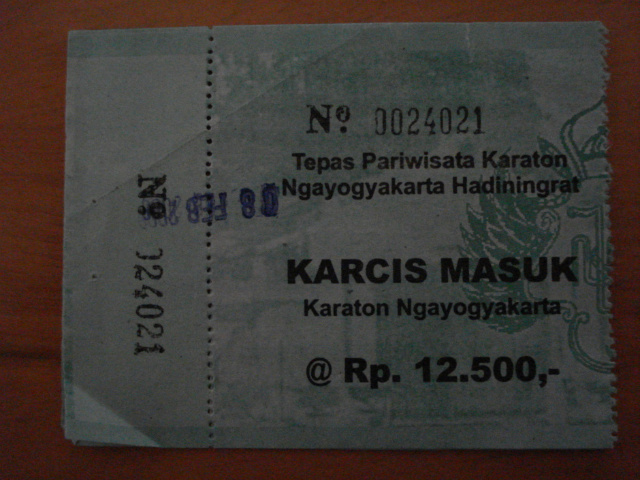 Nº. 0024021
Tepas Pariwisata Karaton
Ngayogyakarta Hadiningrat
KARCIS MASUK
Karaton Ngayogyakarta
@ Rp. 12.500,-
Nº 024021
08 FEB